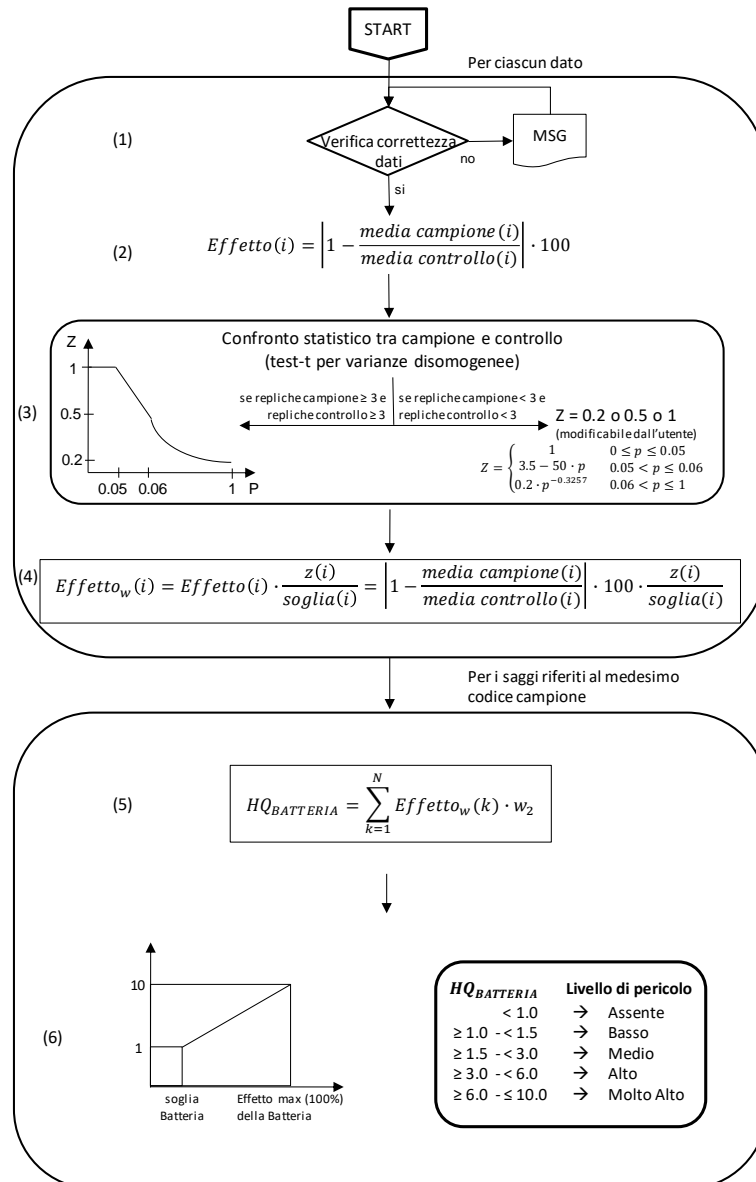 START
Per ciascun dato
(1)
Verifica correttezza
dati
no
MSG
si
(2)
Effetto(i) = |1 − media campione(i) / media controllo(i)| · 100
(3)
Confronto statistico tra campione e controllo
(test-t per varianze disomogenee)
se repliche campione ≥ 3 e
repliche controllo ≥ 3
se repliche campione < 3 e
repliche controllo < 3
Z
1
0.5
0.2
0.05
0.06
1
P
Z = 0.2 o 0.5 o 1
(modificabile dall'utente)
Z = { 1 0 ≤ p ≤ 0.05
3.5 − 50 · p 0.05 < p ≤ 0.06
0.2 · p^−0.3257 0.06 < p ≤ 1
(4)
Effetto_w(i) = Effetto(i) · z(i) / soglia(i) = |1 − media campione(i) / media controllo(i)| · 100 · z(i) / soglia(i)
Per i saggi riferiti al medesimo
codice campione
(5)
HQ_BATTERIA = ∑_{k=1}^{N} Effetto_w(k) · w_2
(6)
10
1
soglia
Batteria
Effetto max (100%)
della Batteria
HQ_BATTERIA Livello di pericolo
< 1.0 → Assente
≥ 1.0 - < 1.5 → Basso
≥ 1.5 - < 3.0 → Medio
≥ 3.0 - < 6.0 → Alto
≥ 6.0 - ≤ 10.0 → Molto Alto